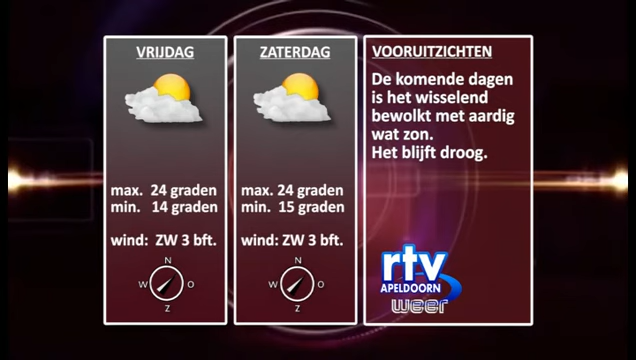 VRIJDAG
max. 24 graden
min. 14 graden
wind: ZW 3 bft.
N
W O
Z
ZATERDAG
max. 24 graden
min. 15 graden
wind: ZW 3 bft.
N
W O
Z
VOORUITZICHTEN
De komende dagen
is het wisselend
bewolkt met aardig
wat zon.
Het blijft droog.
rtv
APELDOORN
weer